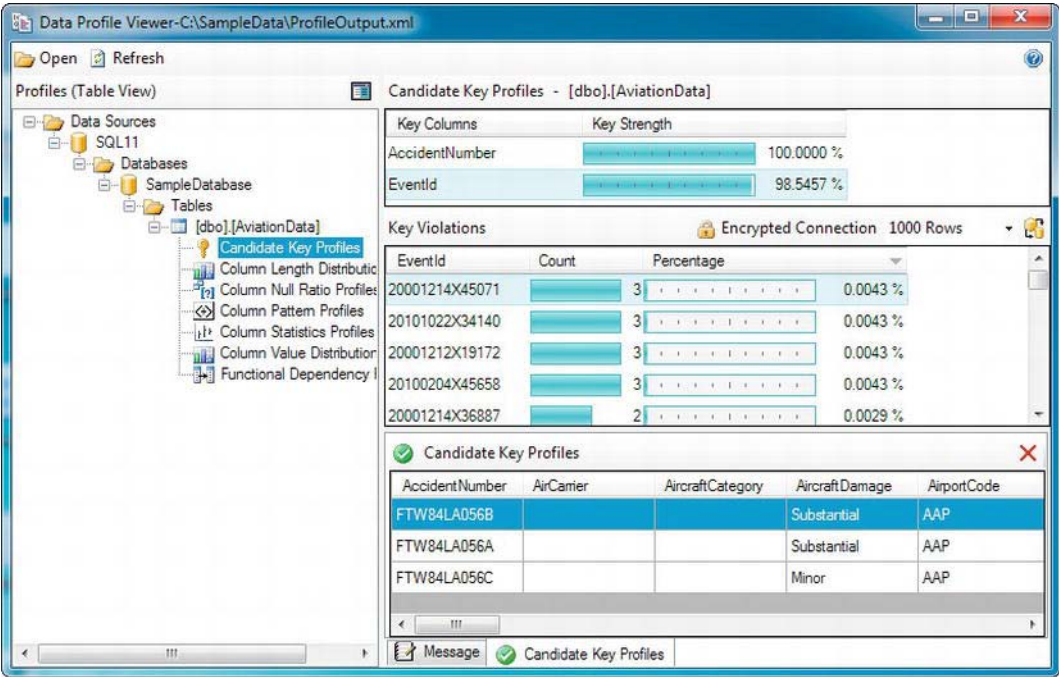 Data Profile Viewer-C:\SampleData\ProfileOutput.xml
Open Refresh
Profiles (Table View)
Data Sources
SQL11
Databases
SampleDatabase
Tables
[dbo].[AviationData]
Candidate Key Profiles
Column Length Distributic
Column Null Ratio Profiles
Column Pattern Profiles
Column Statistics Profiles
Column Value Distribution
Functional Dependency
Candidate Key Profiles - [dbo].[AviationData]
Key Columns Key Strength
AccidentNumber 100.0000 %
EventId 98.5457 %
Key Violations Encrypted Connection 1000 Rows
EventId Count Percentage
20001214X45071 3 0.0043 %
20101022X34140 3 0.0043 %
20001212X19172 3 0.0043 %
20100204X45658 3 0.0043 %
20001214X36887 2 0.0029 %
Candidate Key Profiles
AccidentNumber AirCarrier AircraftCategory AircraftDamage AirportCode
FTW84LA056B Substantial AAP
FTW84LA056A Substantial AAP
FTW84LA056C Minor AAP
Message Candidate Key Profiles